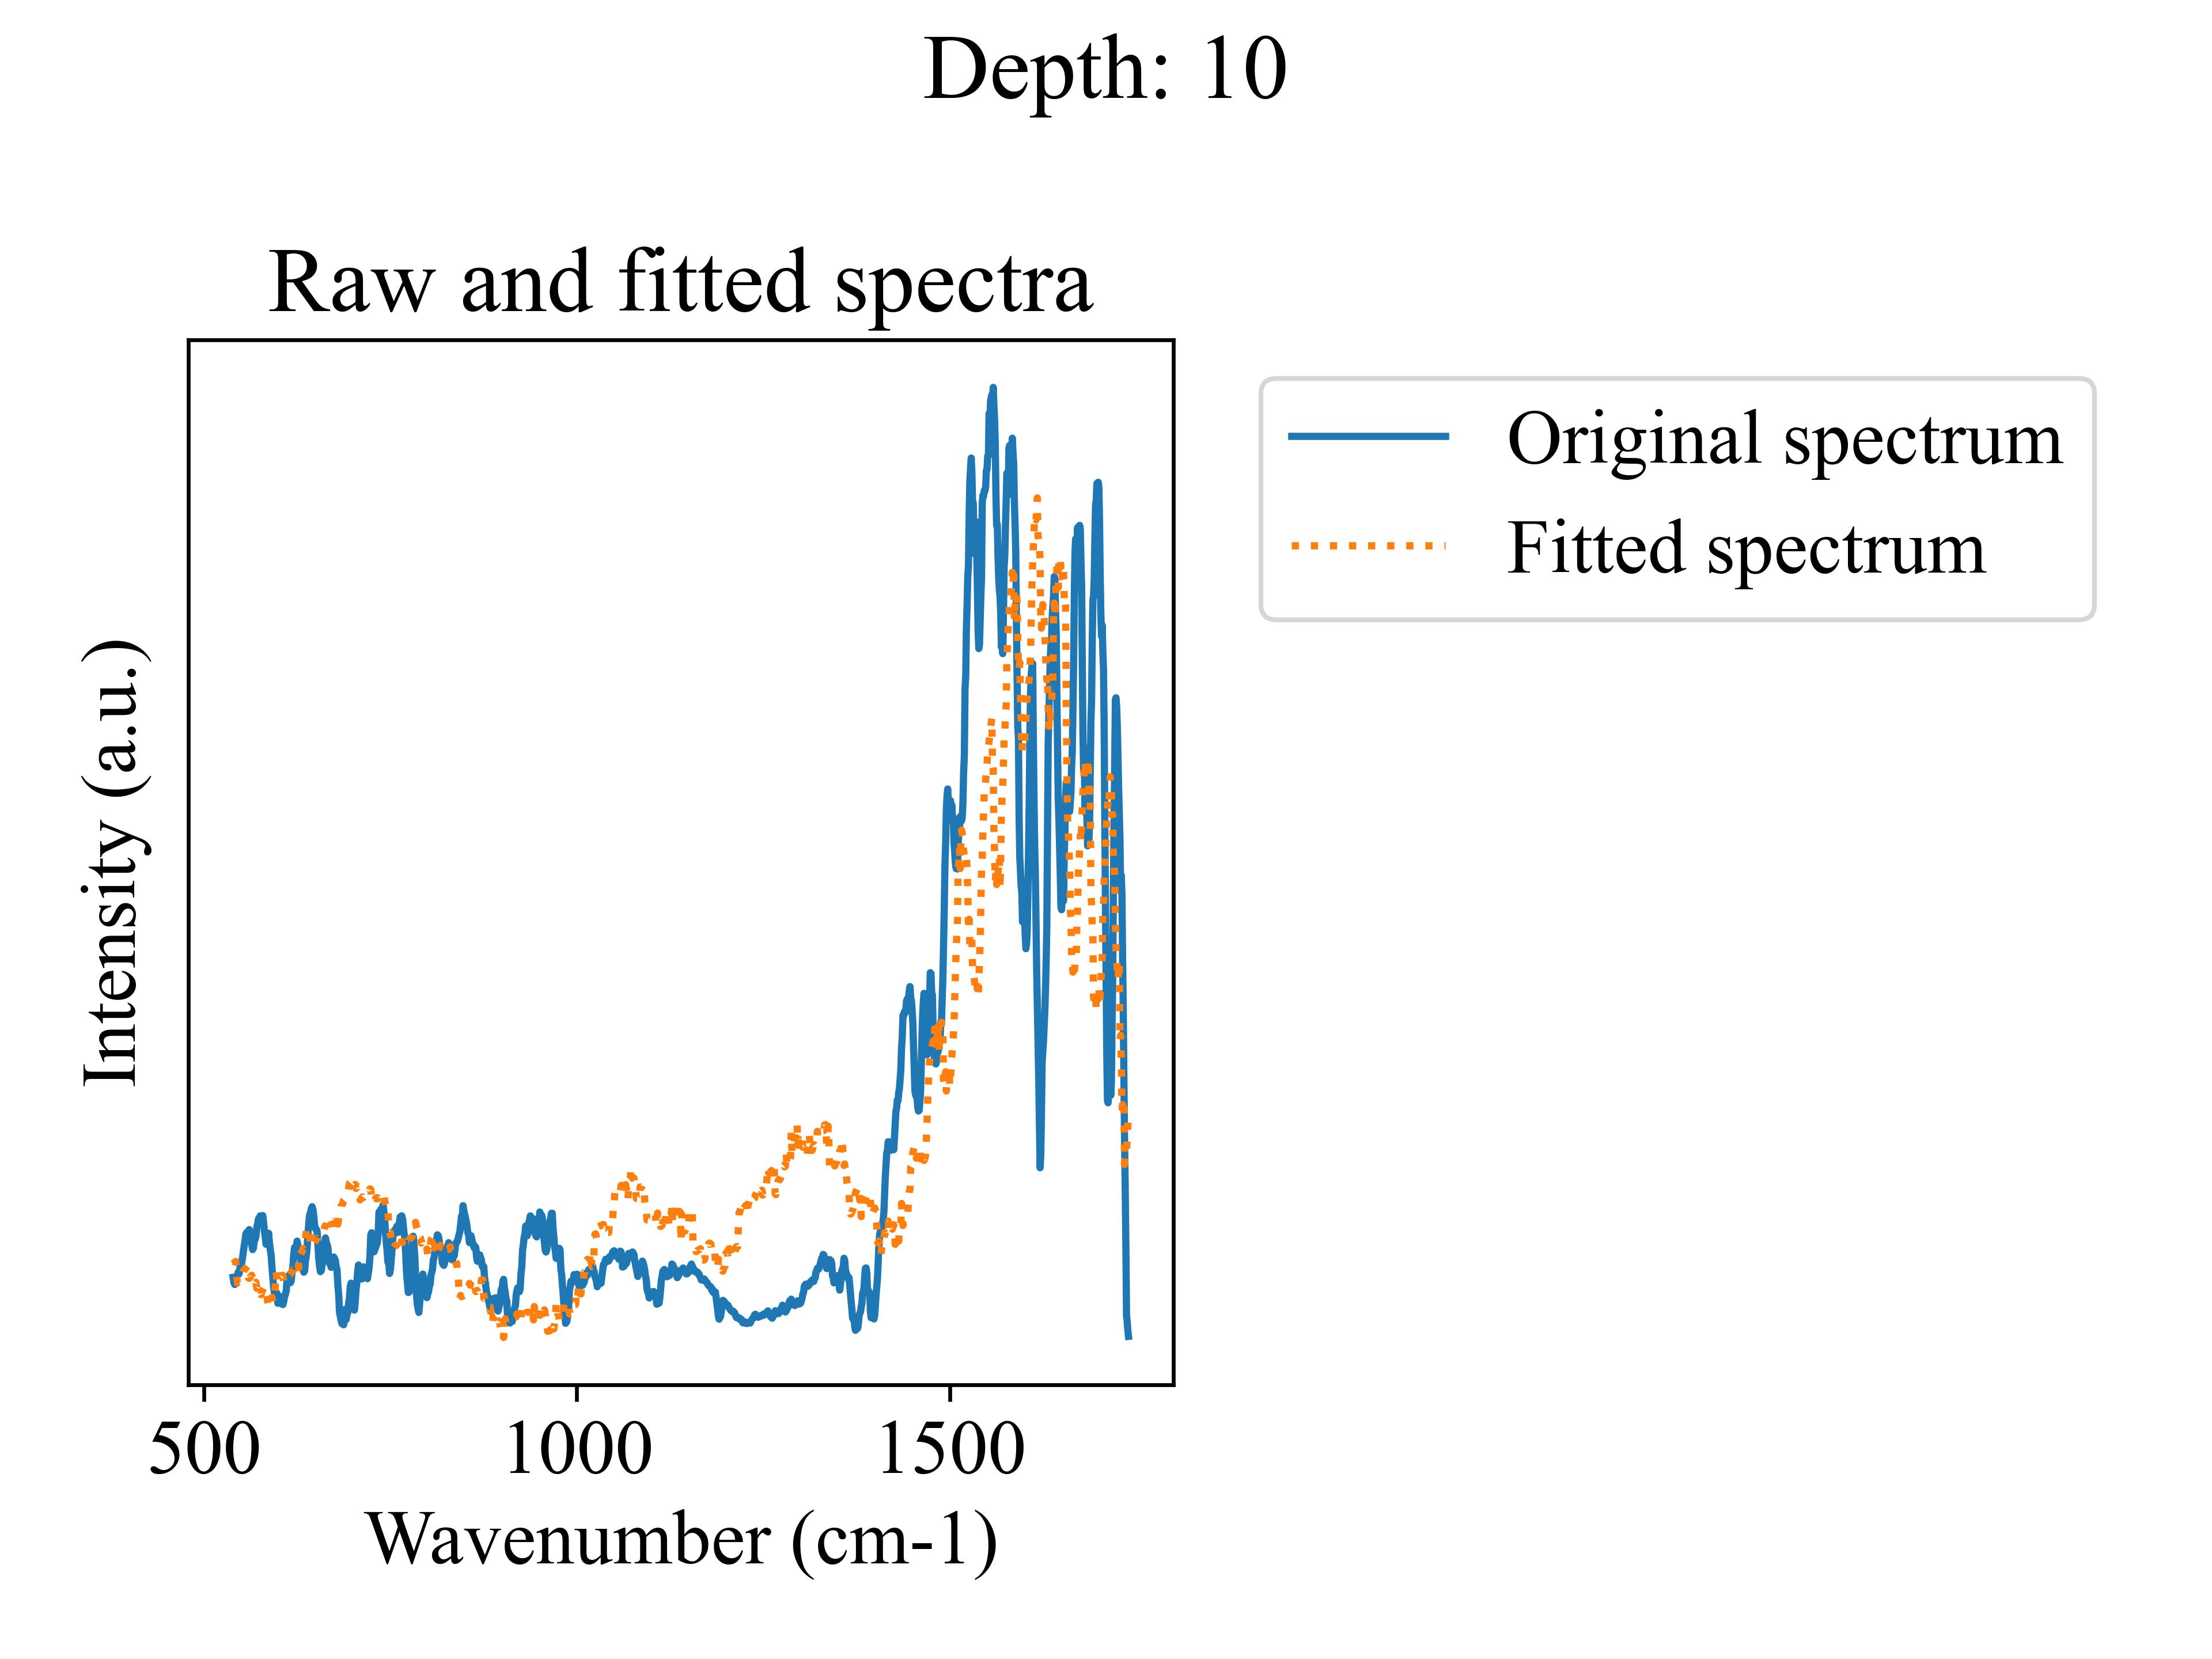 Depth: 10
Raw and fitted spectra
Original spectrum
Fitted spectrum
Intensity (a.u.)
500 1000 1500
Wavenumber (cm-1)